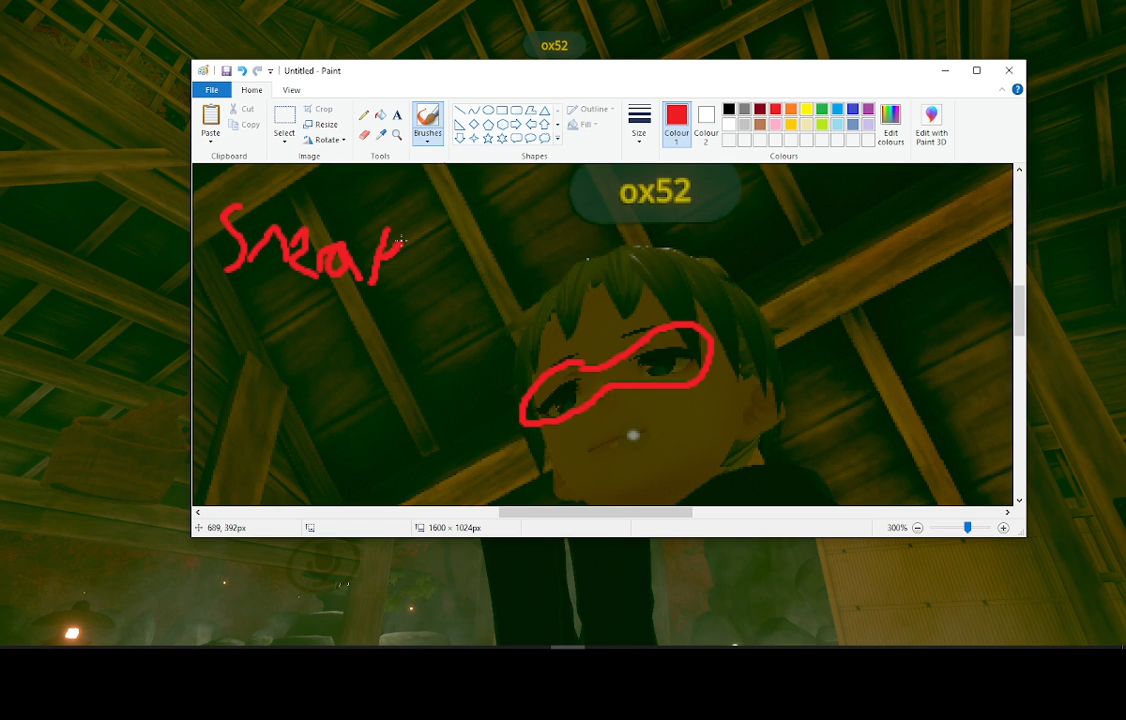 ox52
Untitled - Paint
File Home View
Paste
Cut
Copy
Clipboard
Select
Crop
Resize
Rotate
Image
Tools
Brushes
Shapes
Outline
Fill
Size
Colour 1
Colour 2
Edit colours
Edit with Paint 3D
Colours
ox52
689, 392px
1600 × 1024px
300%